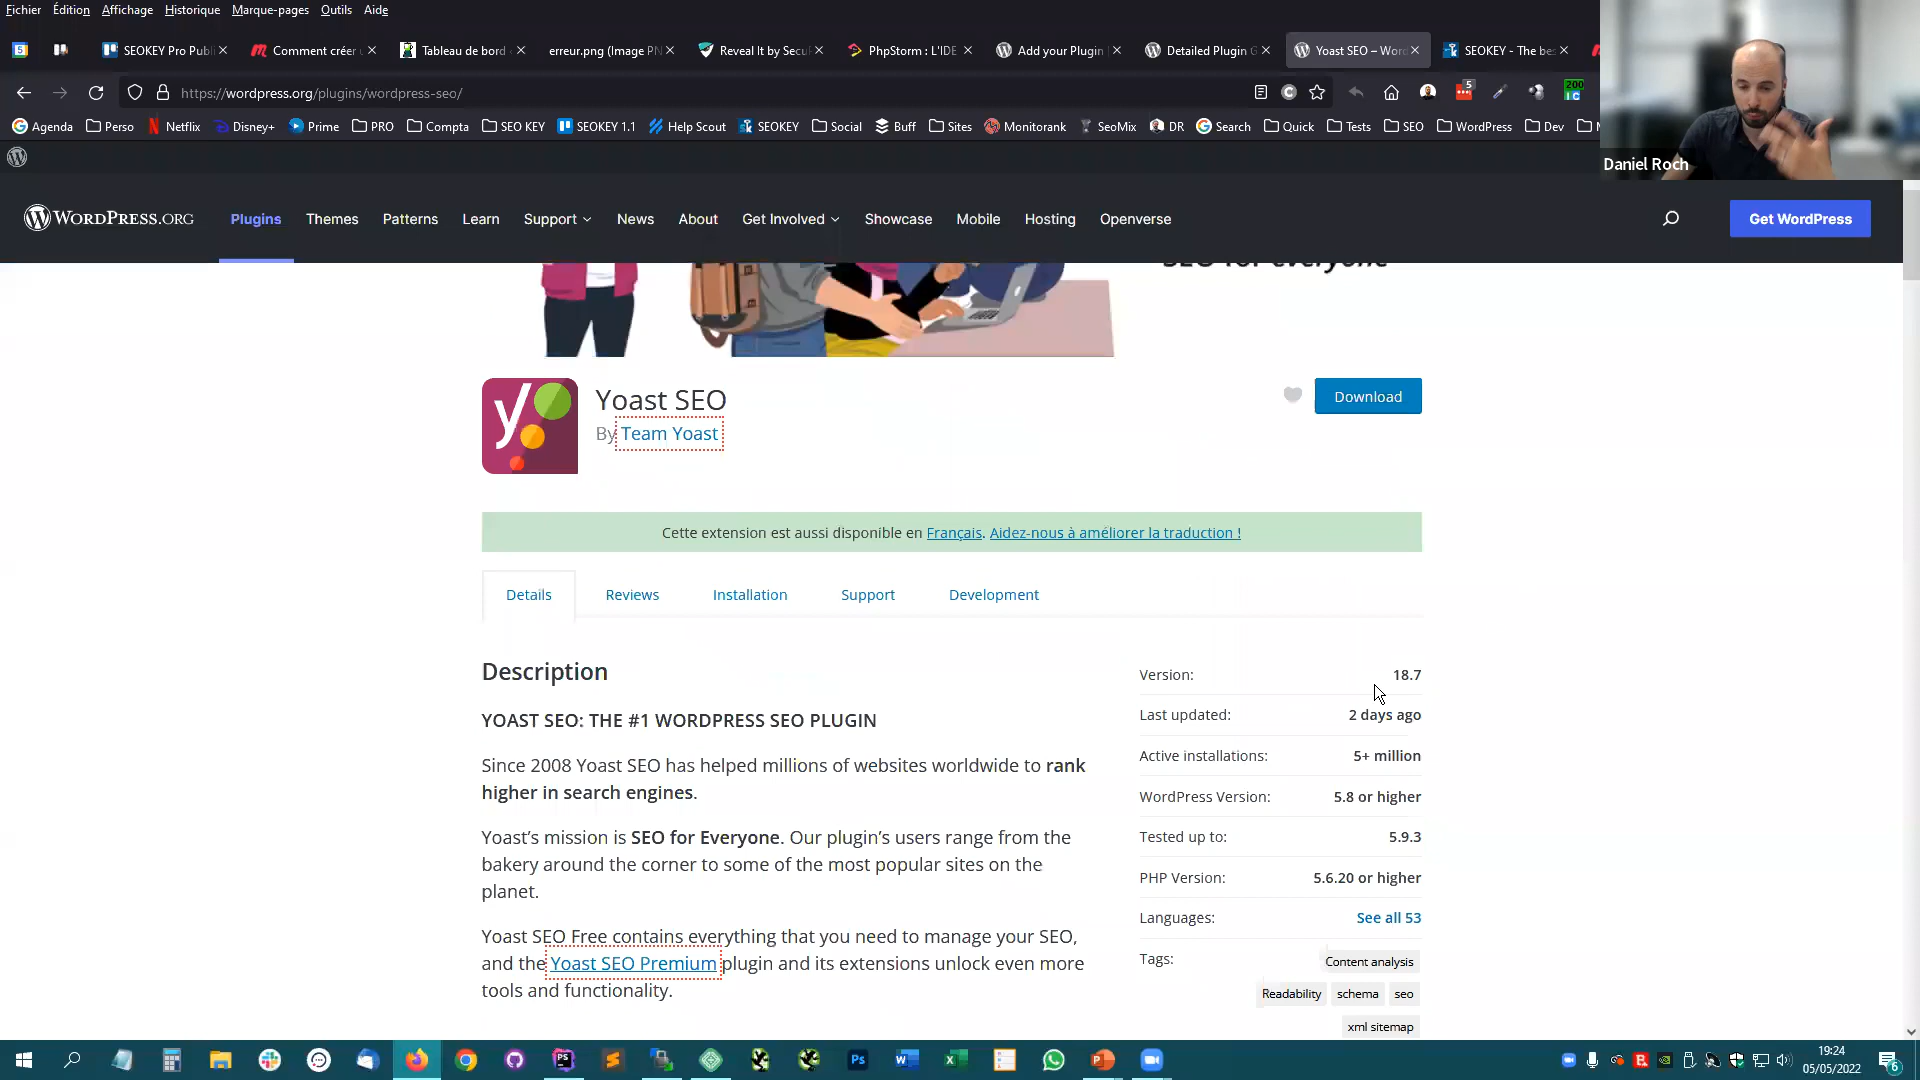 Fichier Édition Affichage Historique Marque-pages Outils Aide
SEOKEY Pro Publ
Comment créer
Tableau de bord
erreur.png (Image PN
Reveal It by Secu
PhpStorm : L'IDE
Add your Plugin
Detailed Plugin G
Yoast SEO – Wor
SEOKEY - The bes
https://wordpress.org/plugins/wordpress-seo/
5
200
Agenda Perso Netflix Disney+ Prime PRO Compta SEO KEY SEOKEY 1.1 Help Scout SEOKEY Social Buff Sites Monitorank SeoMix DR Search Quick Tests SEO WordPress Dev
Daniel Roch
WORDPRESS.ORG Plugins Themes Patterns Learn Support News About Get Involved Showcase Mobile Hosting Openverse Get WordPress
SEO for everyone
Yoast SEO
Download
By Team Yoast
Cette extension est aussi disponible en Français. Aidez-nous à améliorer la traduction !
Details Reviews Installation Support Development
Description
YOAST SEO: THE #1 WORDPRESS SEO PLUGIN
Since 2008 Yoast SEO has helped millions of websites worldwide to rank
higher in search engines.
Yoast’s mission is SEO for Everyone. Our plugin’s users range from the
bakery around the corner to some of the most popular sites on the
planet.
Yoast SEO Free contains everything that you need to manage your SEO,
and the Yoast SEO Premium plugin and its extensions unlock even more
tools and functionality.
Version: 18.7
Last updated: 2 days ago
Active installations: 5+ million
WordPress Version: 5.8 or higher
Tested up to: 5.9.3
PHP Version: 5.6.20 or higher
Languages: See all 53
Tags: Content analysis
Readability schema seo
xml sitemap
19:24
05/05/2022
6